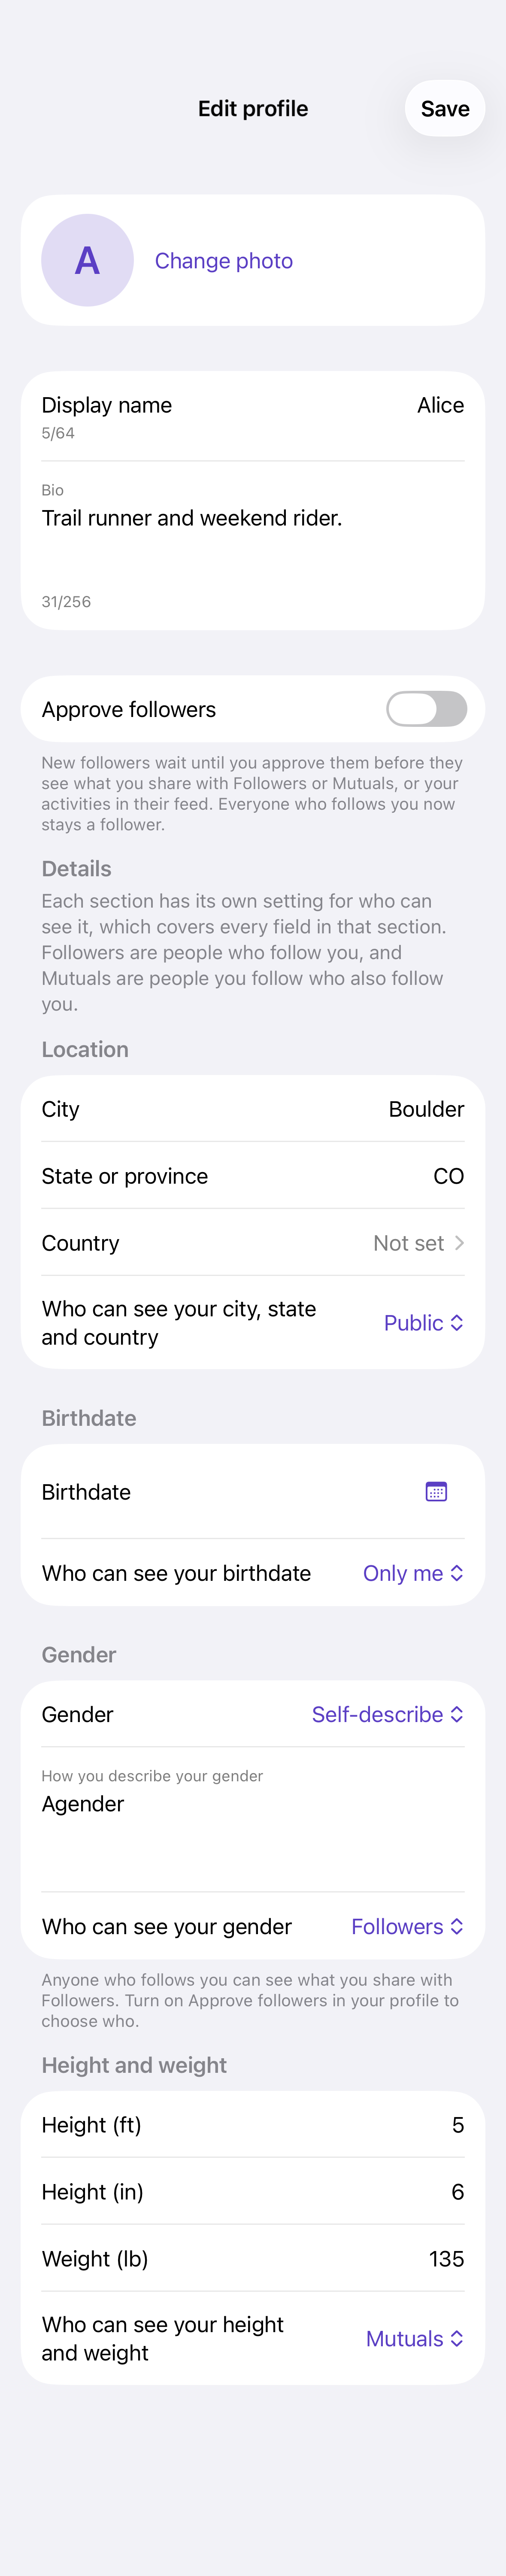 Edit profile
Save
A
Change photo
Display name
Alice
5/64
Bio
Trail runner and weekend rider.
31/256
Approve followers
New followers wait until you approve them before they
see what you share with Followers or Mutuals, or your
activities in their feed. Everyone who follows you now
stays a follower.
Details
Each section has its own setting for who can
see it, which covers every field in that section.
Followers are people who follow you, and
Mutuals are people you follow who also follow
you.
Location
City
Boulder
State or province
CO
Country
Not set
Who can see your city, state
and country
Public
Birthdate
Birthdate
Who can see your birthdate
Only me
Gender
Gender
Self-describe
How you describe your gender
Agender
Who can see your gender
Followers
Anyone who follows you can see what you share with
Followers. Turn on Approve followers in your profile to
choose who.
Height and weight
Height (ft)
5
Height (in)
6
Weight (lb)
135
Who can see your height
and weight
Mutuals